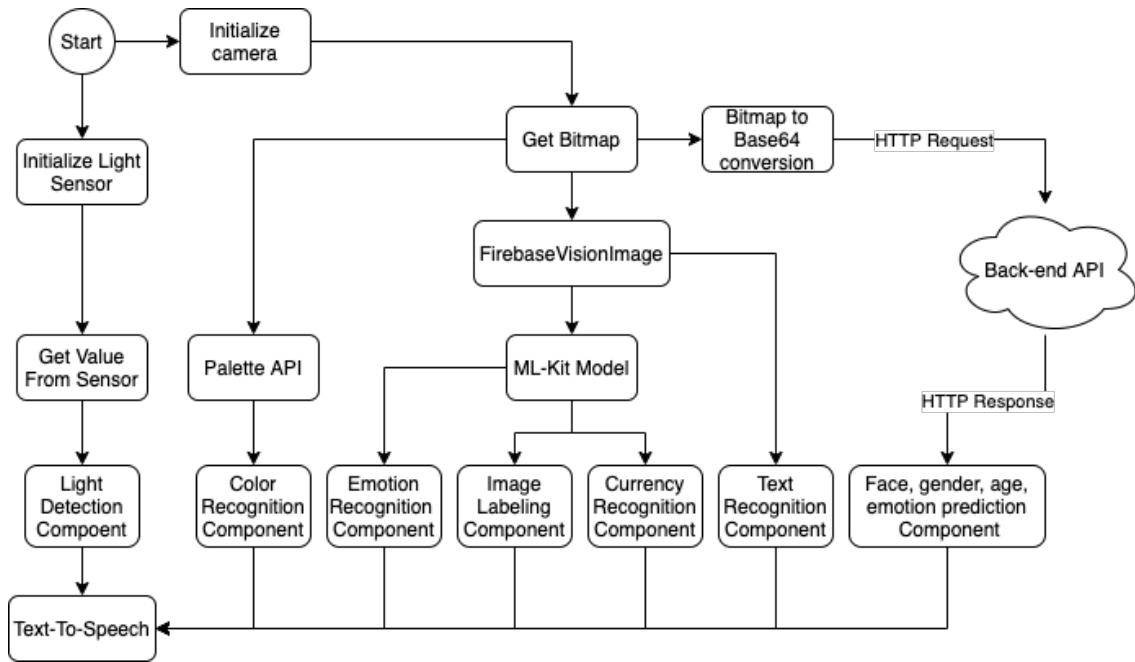 Start
Initialize
camera
Get Bitmap
Bitmap to
Base64
conversion
HTTP Request
Initialize Light
Sensor
FirebaseVisionImage
Back-end API
Get Value
From Sensor
Palette API
ML-Kit Model
HTTP Response
Light
Detection
Compoent
Color
Recognition
Component
Emotion
Recognition
Component
Image
Labeling
Component
Currency
Recognition
Component
Text
Recognition
Component
Face, gender, age,
emotion prediction
Component
Text-To-Speech